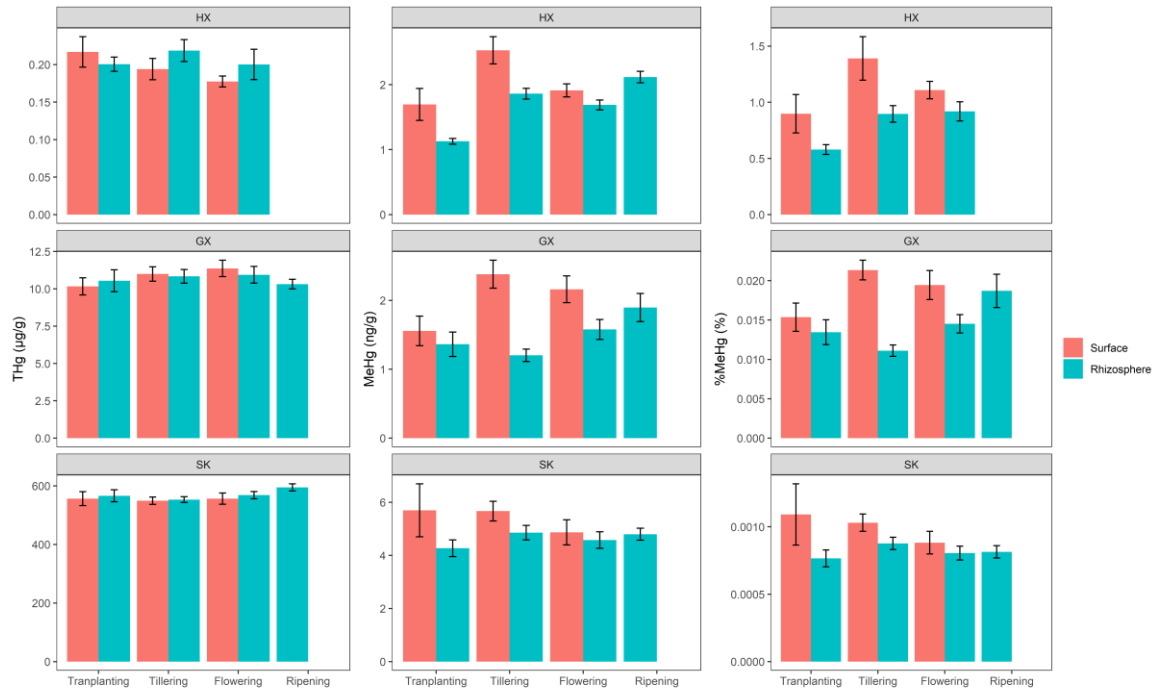 HX
HX
HX
0.20
0.15
0.10
0.05
0.00
2
1
0
1.5
1.0
0.5
0.0
GX
GX
GX
12.5
10.0
7.5
5.0
2.5
0.0
THg (µg/g)
2
1
0
MeHg (ng/g)
0.020
0.015
0.010
0.005
0.000
%MeHg (%)
Surface
Rhizosphere
SK
SK
SK
600
400
200
0
6
4
2
0
0.0010
0.0005
0.0000
Tranplanting Tillering Flowering Ripening
Tranplanting Tillering Flowering Ripening
Tranplanting Tillering Flowering Ripening